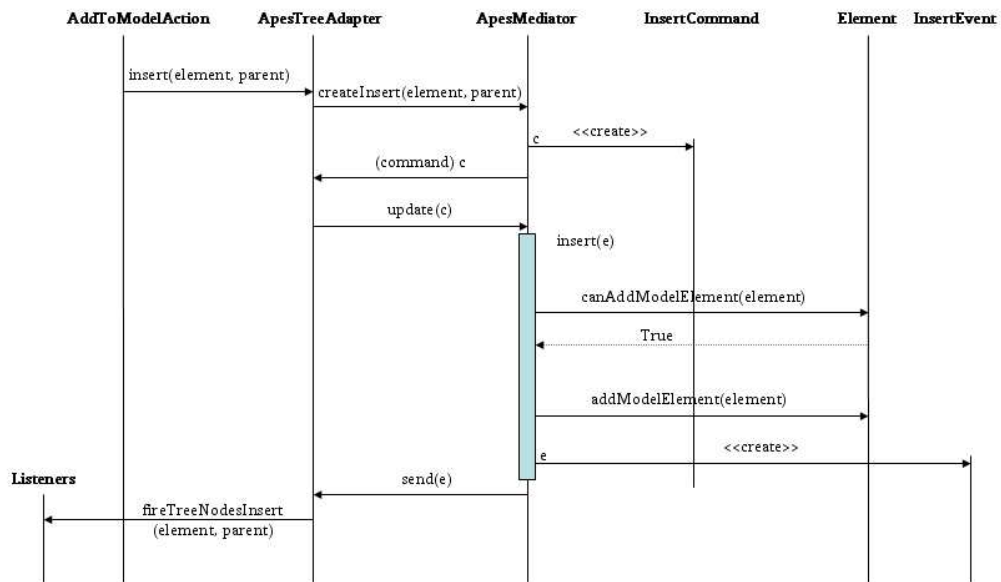 AddToModelAction ApesTreeAdapter ApesMediator InsertCommand Element InsertEvent
insert(element, parent)
createInsert(element, parent)
c <<create>>
(command) c
update(c)
insert(e)
canAddModelElement(element)
True
addModelElement(element)
<<create>>
e
Listeners
send(e)
fireTreeNodesInsert
(element, parent)